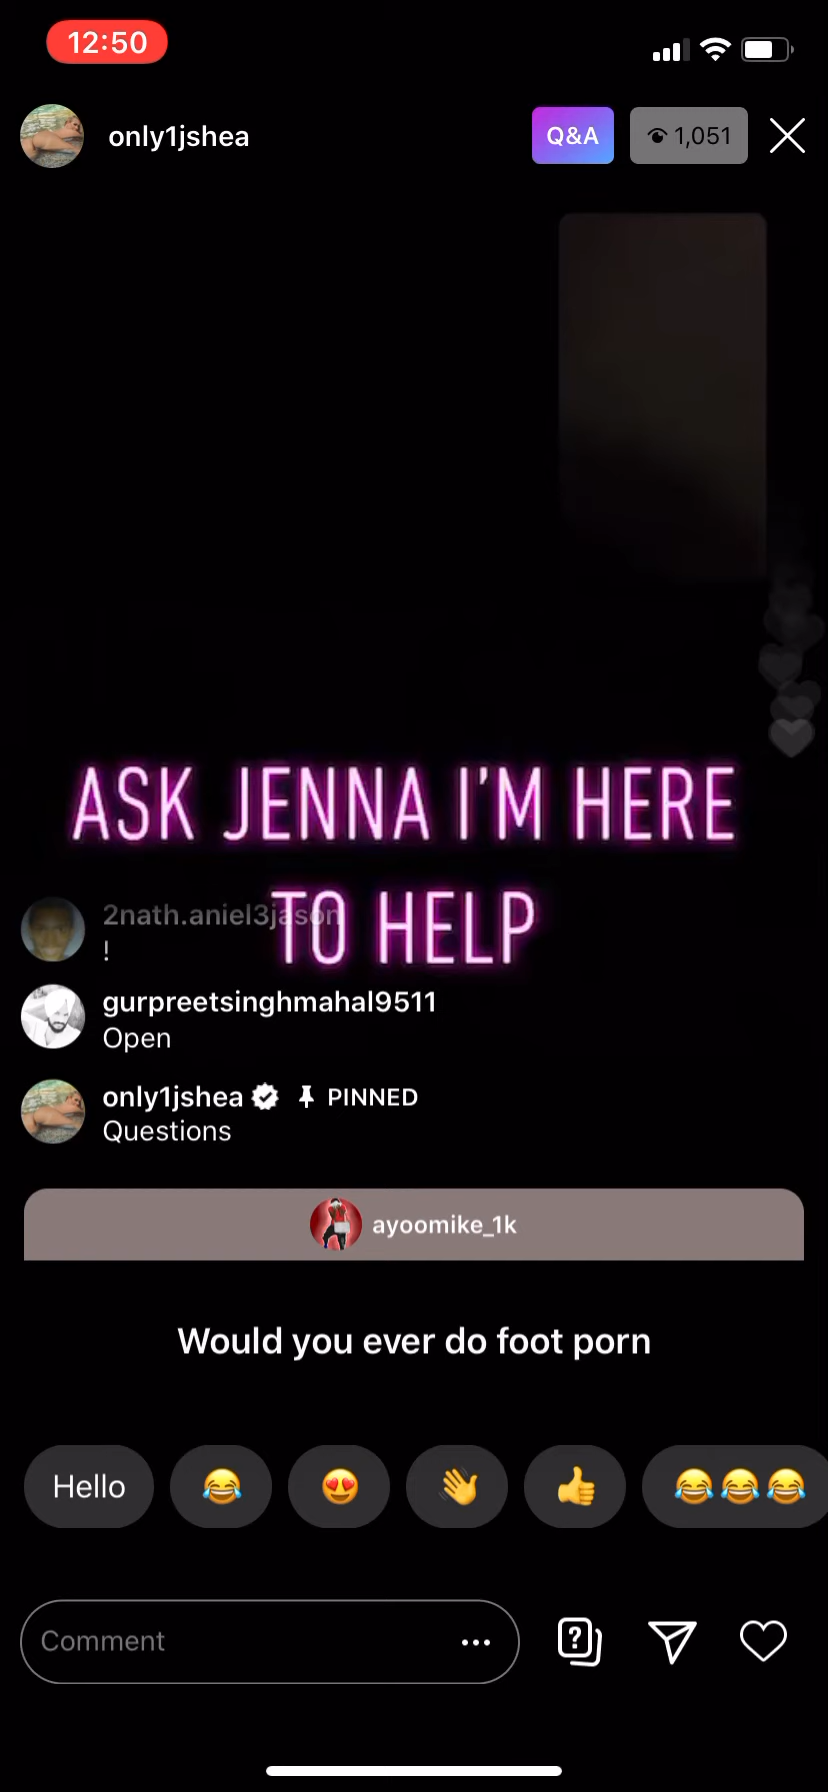 12:50
only1jshea
Q&A
1,051
ASK JENNA I'M HERE
TO HELP
2nath.aniel3jason
!
gurpreetsinghmahal9511
Open
only1jshea PINNED
Questions
ayoomike_1k
Would you ever do foot porn
Hello
Comment